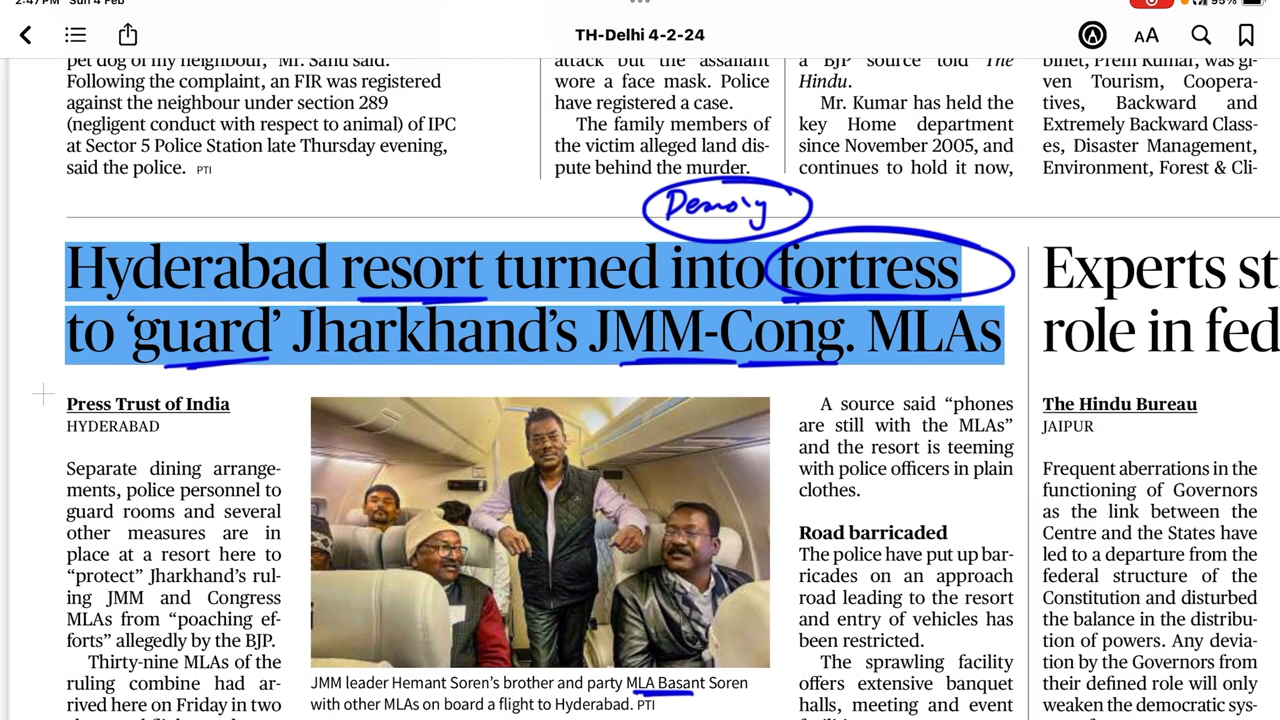 2:47 PM Sun 4 Feb
95%
TH-Delhi 4-2-24
AA
pet dog of my neighbour,” Mr. Sahu said.
Following the complaint, an FIR was registered
against the neighbour under section 289
(negligent conduct with respect to animal) of IPC
at Sector 5 Police Station late Thursday evening,
said the police. PTI
attack but the assailant
wore a face mask. Police
have registered a case.
The family members of
the victim alleged land dis-
pute behind the murder.
a BJP source told The
Hindu.
Mr. Kumar has held the
key Home department
since November 2005, and
continues to hold it now,
binet, Prem Kumar, was gi-
ven Tourism, Coopera-
tives, Backward and
Extremely Backward Class-
es, Disaster Management,
Environment, Forest & Cli-
Hyderabad resort turned into fortress
to ‘guard’ Jharkhand’s JMM-Cong. MLAs
Press Trust of India
HYDERABAD
Separate dining arrange-
ments, police personnel to
guard rooms and several
other measures are in
place at a resort here to
“protect” Jharkhand’s rul-
ing JMM and Congress
MLAs from “poaching ef-
forts” allegedly by the BJP.
Thirty-nine MLAs of the
ruling combine had ar-
rived here on Friday in two
JMM leader Hemant Soren’s brother and party MLA Basant Soren
with other MLAs on board a flight to Hyderabad. PTI
A source said “phones
are still with the MLAs”
and the resort is teeming
with police officers in plain
clothes.
Road barricaded
The police have put up bar-
ricades on an approach
road leading to the resort
and entry of vehicles has
been restricted.
The sprawling facility
offers extensive banquet
halls, meeting and event
Experts st
role in fed
The Hindu Bureau
JAIPUR
Frequent aberrations in the
functioning of Governors
as the link between the
Centre and the States have
led to a departure from the
federal structure of the
Constitution and disturbed
the balance in the distribu-
tion of powers. Any devia-
tion by the Governors from
their defined role will only
weaken the democratic sys-